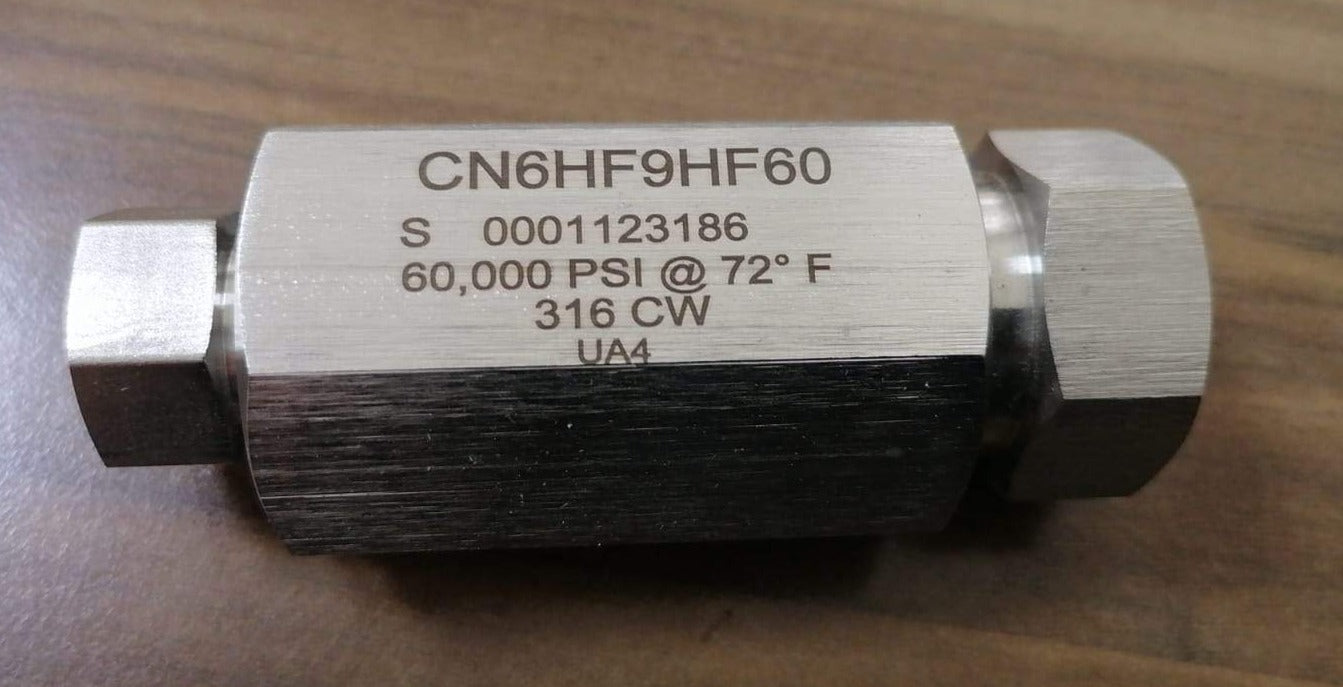 CN6HF9HF60
S 0001123186
60,000 PSI @ 72° F
316 CW
UA4